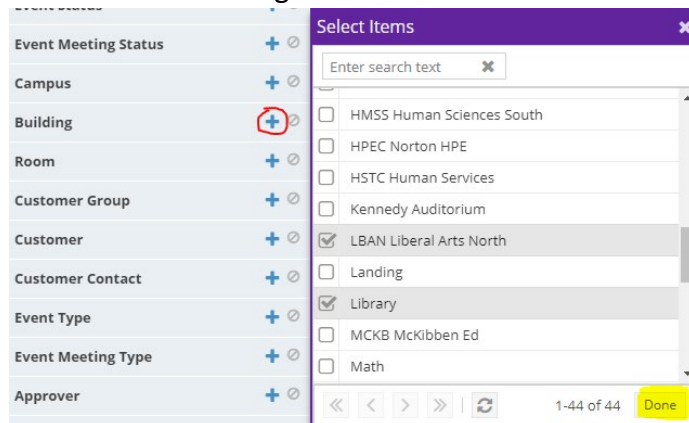 Event Meeting Status
Campus
Building
Room
Customer Group
Customer
Customer Contact
Event Type
Event Meeting Type
Approver
Select Items
Enter search text
HMSS Human Sciences South
HPEC Norton HPE
HSTC Human Services
Kennedy Auditorium
LBAN Liberal Arts North
Landing
Library
MCKB McKibben Ed
Math
1-44 of 44 Done